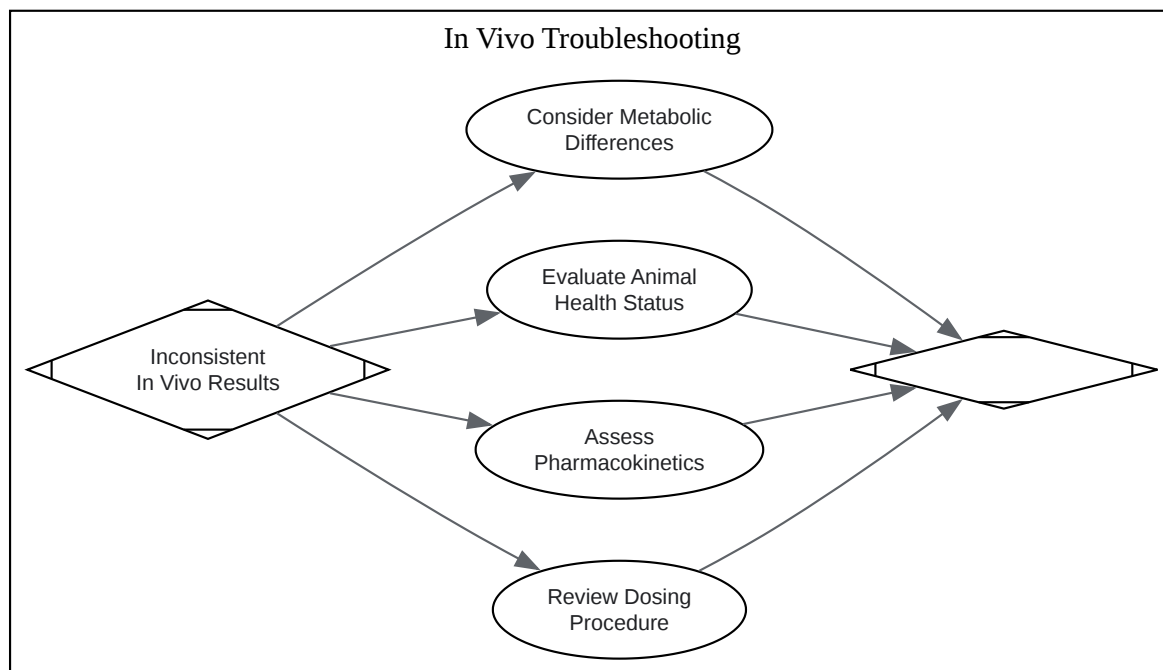 In Vivo Troubleshooting
Consider Metabolic
Differences
Evaluate Animal
Health Status
Inconsistent
In Vivo Results
Assess
Pharmacokinetics
Review Dosing
Procedure